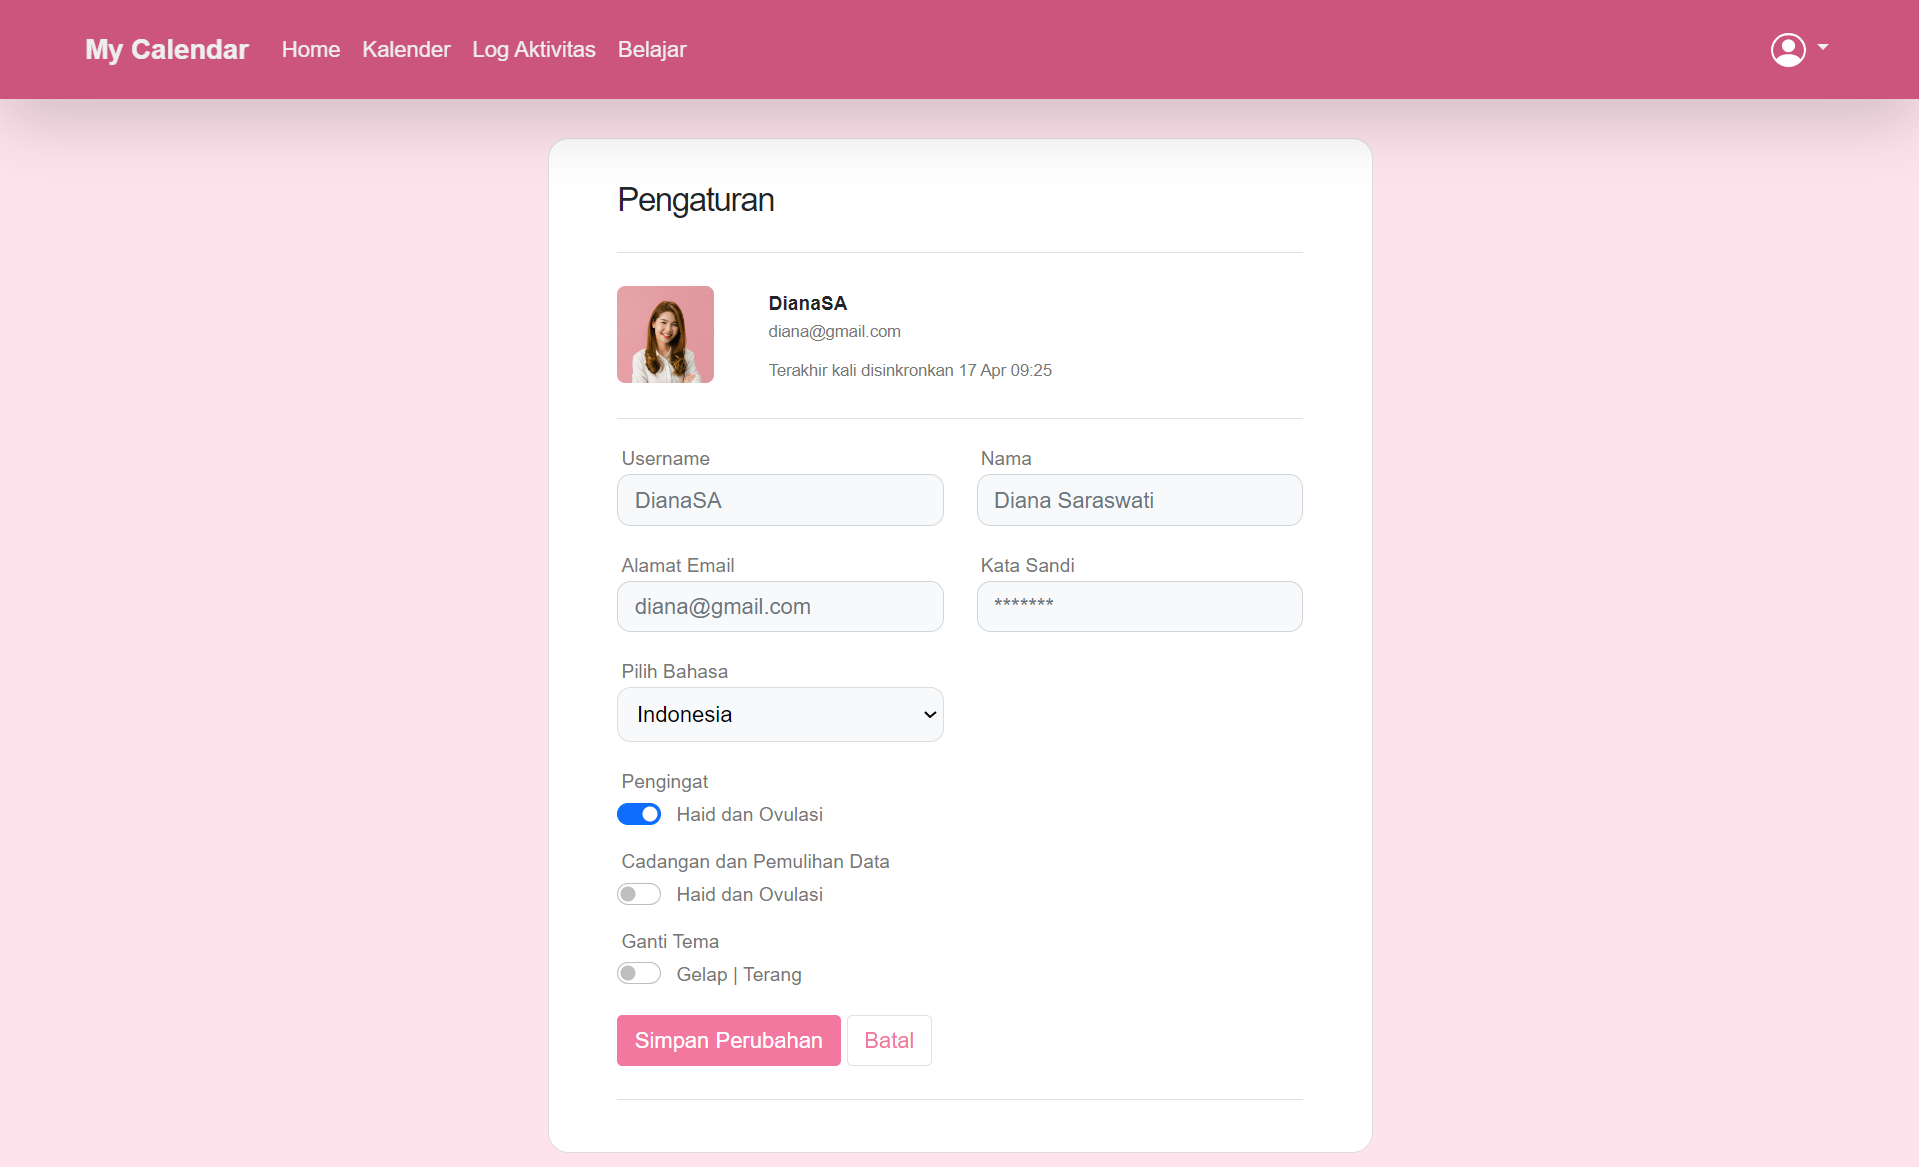 My Calendar Home Kalender Log Aktivitas Belajar
Pengaturan
DianaSA
diana@gmail.com
Terakhir kali disinkronkan 17 Apr 09:25
Username Nama
DianaSA Diana Saraswati
Alamat Email Kata Sandi
diana@gmail.com *******
Pilih Bahasa
Indonesia
Pengingat
Haid dan Ovulasi
Cadangan dan Pemulihan Data
Haid dan Ovulasi
Ganti Tema
Gelap | Terang
Simpan Perubahan Batal